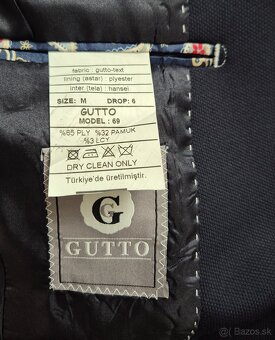 fabric : gutto-text
lining (astar) : plyester
inter (tela) : hansel
SIZE: M DROP: 6
GUTTO
MODEL : 69
%65 PLY %32 PAMUK
%3 LCY
DRY CLEAN ONLY
Türkiye'de üretilmiştir.
G
GUTTO
Bazos.sk